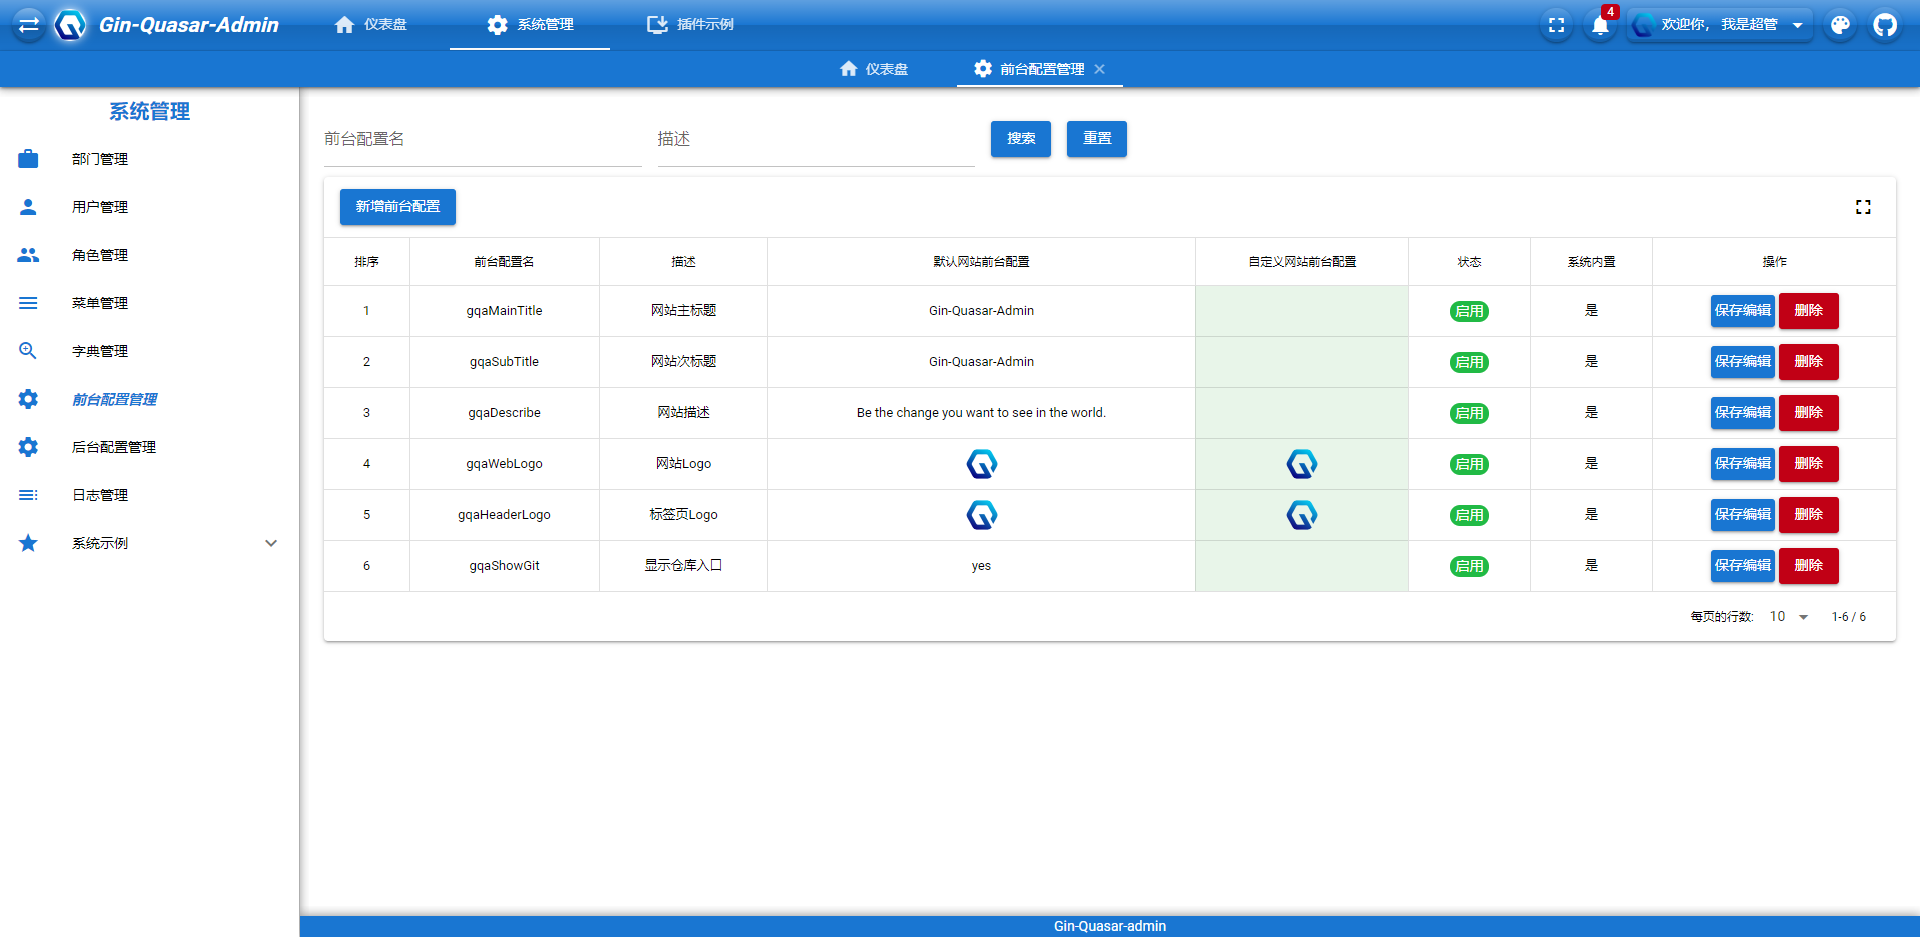 Gin-Quasar-Admin 仪表盘 系统管理 插件示例 4 欢迎你, 我是超管
仪表盘 前台配置管理
系统管理
部门管理
用户管理
角色管理
菜单管理
字典管理
前台配置管理
后台配置管理
日志管理
系统示例
前台配置名 描述 搜索 重置
新增前台配置
排序 前台配置名 描述 默认网站前台配置 自定义网站前台配置 状态 系统内置 操作
1 gqaMainTitle 网站主标题 Gin-Quasar-Admin 启用 是 保存编辑 删除
2 gqaSubTitle 网站次标题 Gin-Quasar-Admin 启用 是 保存编辑 删除
3 gqaDescribe 网站描述 Be the change you want to see in the world. 启用 是 保存编辑 删除
4 gqaWebLogo 网站Logo 启用 是 保存编辑 删除
5 gqaHeaderLogo 标签页Logo 启用 是 保存编辑 删除
6 gqaShowGit 显示仓库入口 yes 启用 是 保存编辑 删除
每页的行数: 10 1-6 / 6
Gin-Quasar-admin